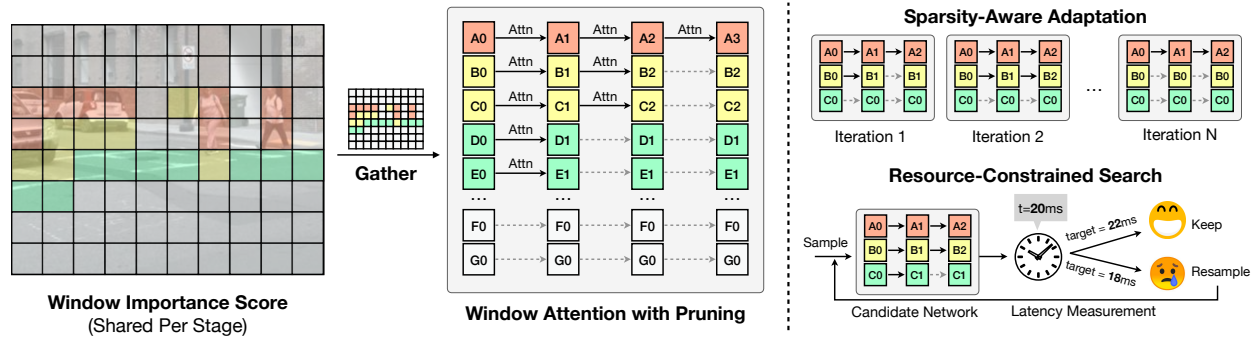 Window Importance Score
(Shared Per Stage)
Gather
Attn Attn Attn
A0 A1 A2 A3
Attn Attn
B0 B1 B2 B2
Attn Attn
C0 C1 C2 C2
Attn
D0 D1 D1 D1
Attn
E0 E1 E1 E1
... ... ... ...
F0 F0 F0 F0
G0 G0 G0 G0
Window Attention with Pruning
Sparsity-Aware Adaptation
A0 A1 A2
B0 B1 B1
C0 C0 C0
Iteration 1
A0 A1 A2
B0 B1 B2
C0 C0 C0
Iteration 2
...
A0 A1 A2
B0 B0 B0
C0 C0 C0
Iteration N
Resource-Constrained Search
Sample
A0 A1 A2
B0 B1 B2
C0 C1 C1
Candidate Network
t=20ms
Latency Measurement
target = 22ms
Keep
target = 18ms
Resample